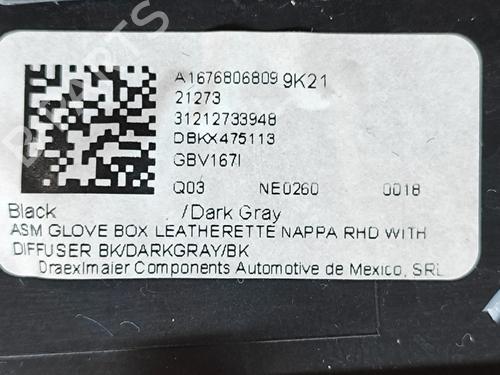 A1676806809 9K21
21273
31212733948
DBKX475113
GBV167I
Q03 NE0260 0018
Black /Dark Gray
ASM GLOVE BOX LEATHERETTE NAPPA RHD WITH
DIFFUSER BK/DARKGRAY/BK
Draexlmaier Components Automotive de Mexico, SRL